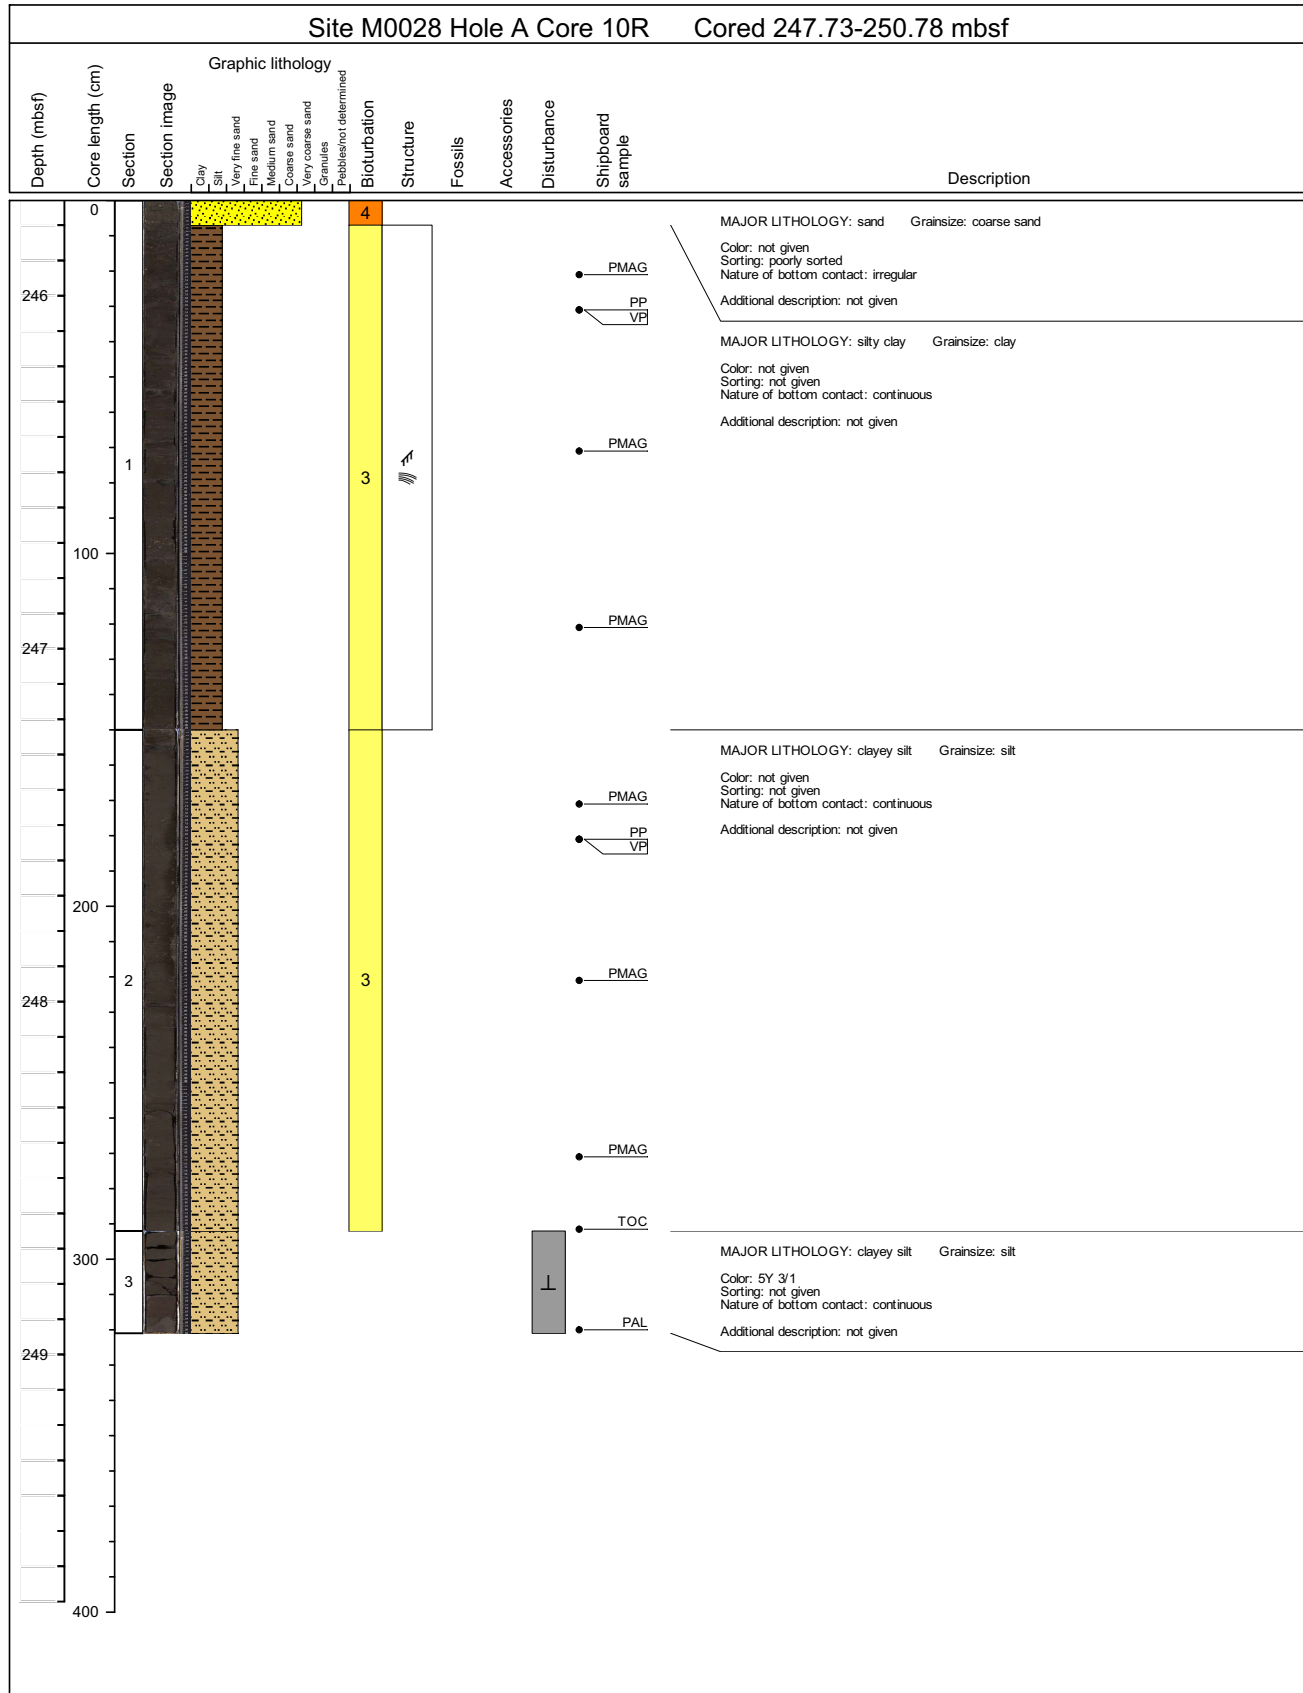 Site M0028 Hole A Core 10R Cored 247.73-250.78 mbsf
Graphic lithology
Depth (mbsf)
Core length (cm)
Section
Section image
Clay
Silt
Very fine sand
Fine sand
Medium sand
Coarse sand
Very coarse sand
Granules
Pebbles/not determined
Bioturbation
Structure
Fossils
Accessories
Disturbance
Shipboard
sample
Description
0
4
MAJOR LITHOLOGY: sand Grainsize: coarse sand
Color: not given
Sorting: poorly sorted
Nature of bottom contact: irregular
Additional description: not given
PMAG
246
PP
VP
MAJOR LITHOLOGY: silty clay Grainsize: clay
Color: not given
Sorting: not given
Nature of bottom contact: continuous
Additional description: not given
PMAG
1
3
100
PMAG
247
MAJOR LITHOLOGY: clayey silt Grainsize: silt
Color: not given
Sorting: not given
Nature of bottom contact: continuous
Additional description: not given
PMAG
PP
VP
200
PMAG
2
3
248
PMAG
TOC
MAJOR LITHOLOGY: clayey silt Grainsize: silt
Color: 5Y 3/1
Sorting: not given
Nature of bottom contact: continuous
Additional description: not given
300
3
PAL
249
400